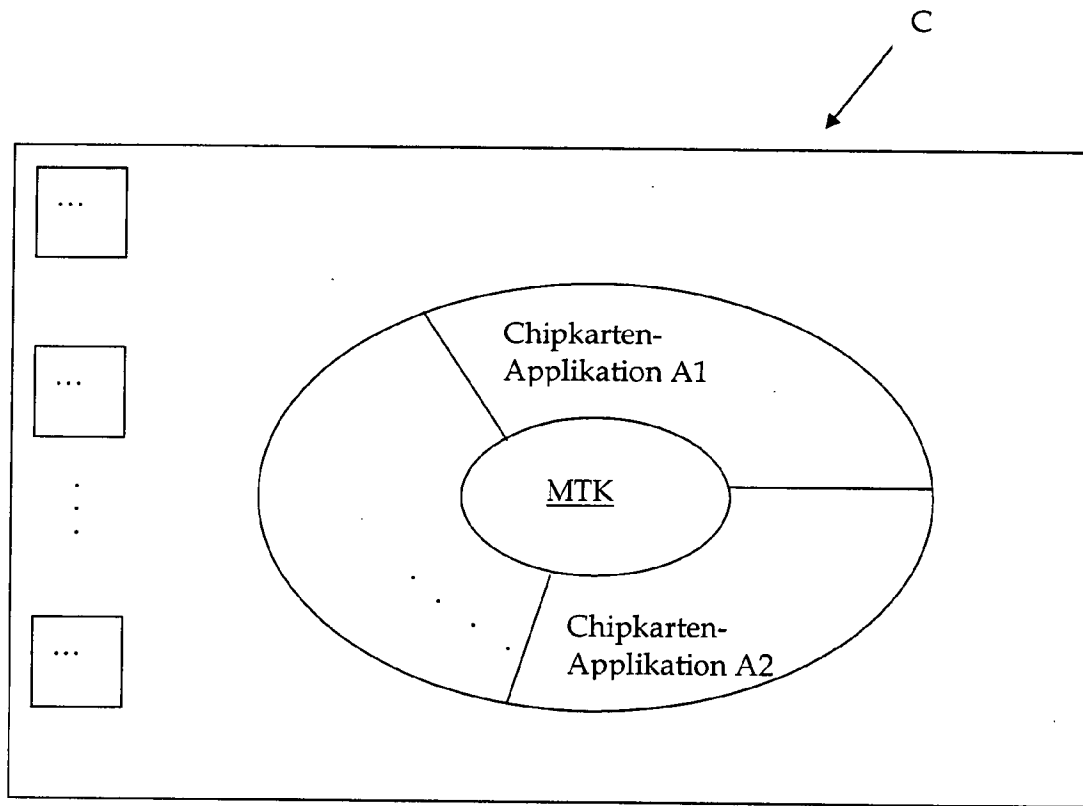 C
...
Chipkarten-
Applikation A1
...
MTK
Chipkarten-
Applikation A2
...